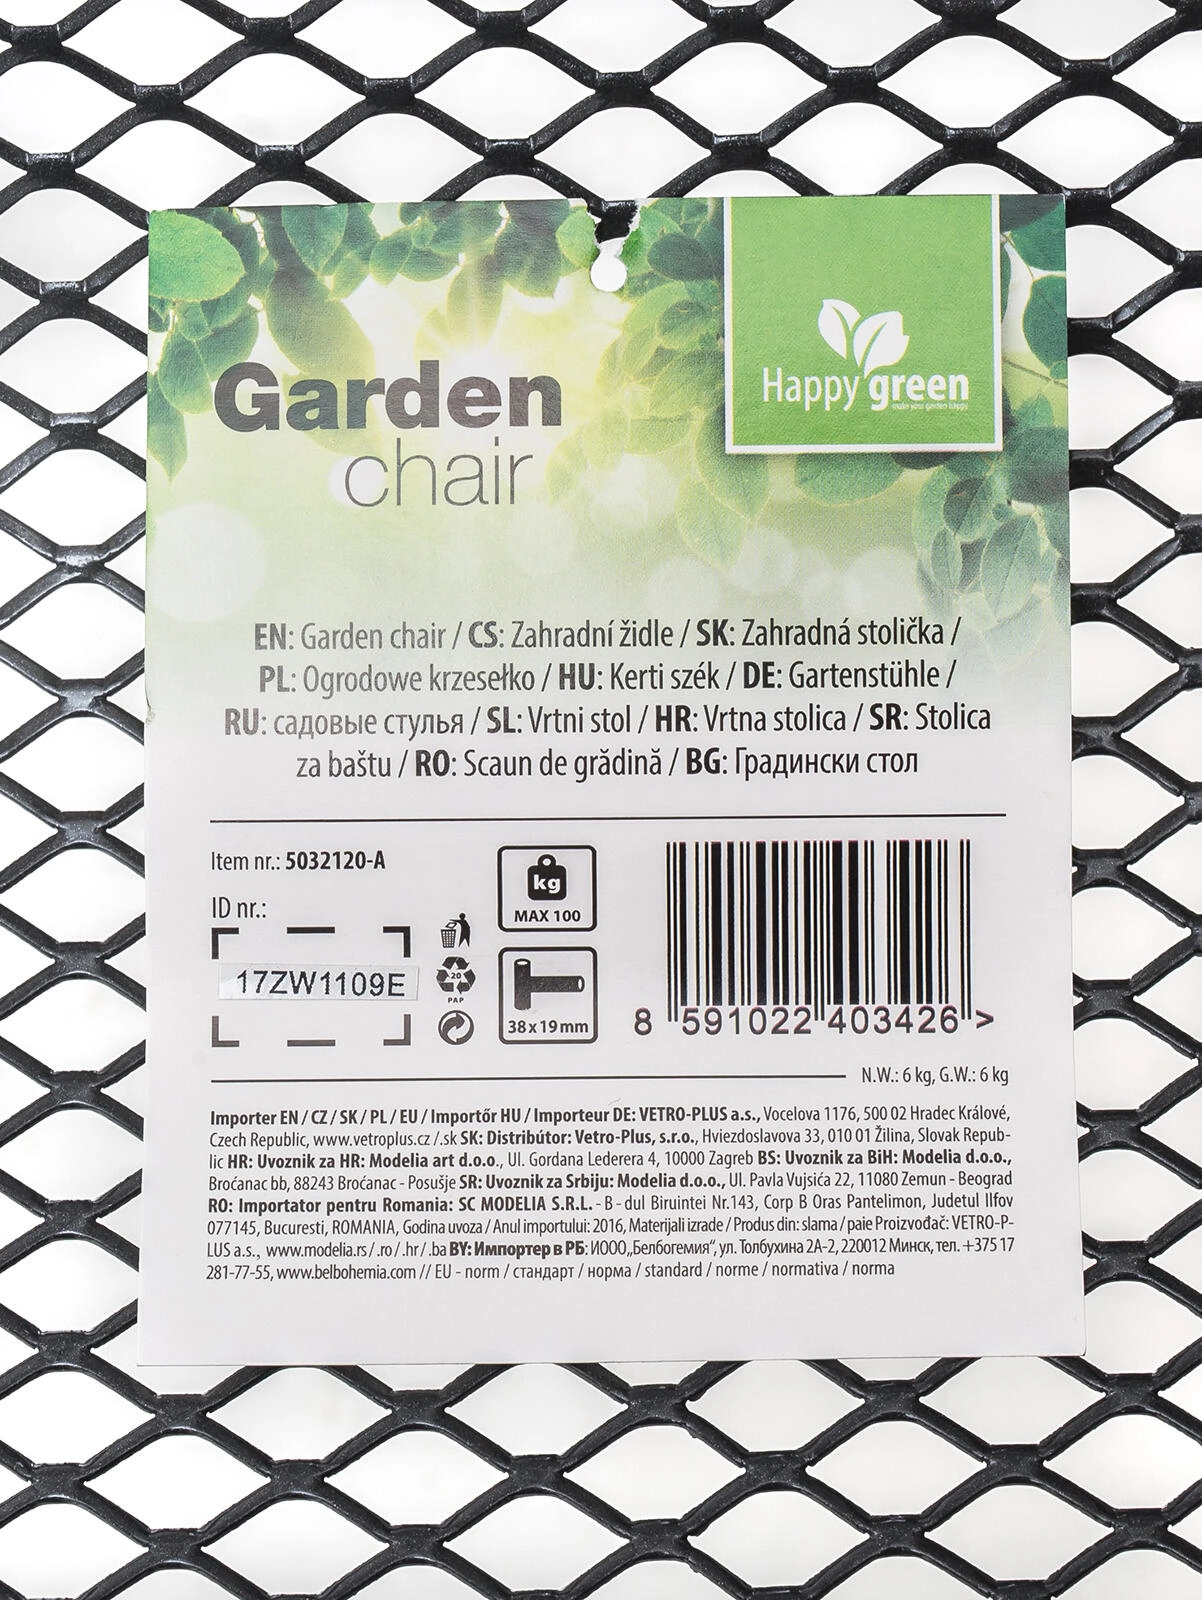 Happy green
make your garden happy
Garden
chair
EN: Garden chair / CS: Zahradní židle / SK: Zahradná stolička /
PL: Ogrodowe krzesełko / HU: Kerti szék / DE: Gartenstühle /
RU: садовые стулья / SL: Vrtni stol / HR: Vrtna stolica / SR: Stolica
za baštu / RO: Scaun de grădină / BG: Градински стол
Item nr.: 5032120-A
ID nr.:
17ZW1109E
20
PAP
kg
MAX 100
38 x 19 mm
8 591022 403426 >
N.W.: 6 kg, G.W.: 6 kg
Importer EN / CZ / SK / PL / EU / Importőr HU / Importeur DE: VETRO-PLUS a.s., Vocelova 1176, 500 02 Hradec Králové,
Czech Republic, www.vetroplus.cz /.sk SK: Distribútor: Vetro-Plus, s.r.o., Hviezdoslavova 33, 010 01 Žilina, Slovak Repub-
lic HR: Uvoznik za HR: Modelia art d.o.o., Ul. Gordana Lederera 4, 10000 Zagreb BS: Uvoznik za BiH: Modelia d.o.o.,
Broćanac bb, 88243 Broćanac - Posušje SR: Uvoznik za Srbiju: Modelia d.o.o., Ul. Pavla Vujsića 22, 11080 Zemun - Beograd
RO: Importator pentru Romania: SC MODELIA S.R.L. - B - dul Biruintei Nr.143, Corp B Oras Pantelimon, Judetul Ilfov
077145, Bucuresti, ROMANIA, Godina uvoza / Anul importului: 2016, Materijali izrade / Produs din: slama / paie Proizvođač: VETRO-P-
LUS a.s., www.modelia.rs / .ro / .hr / .ba BY: Импортер в РБ: ИООО„Белбогемия“, ул. Толбухина 2А-2, 220012 Минск, тел. +375 17
281-77-55, www.belbohemia.com // EU - norm / стандарт / норма / standard / norme / normativa / norma